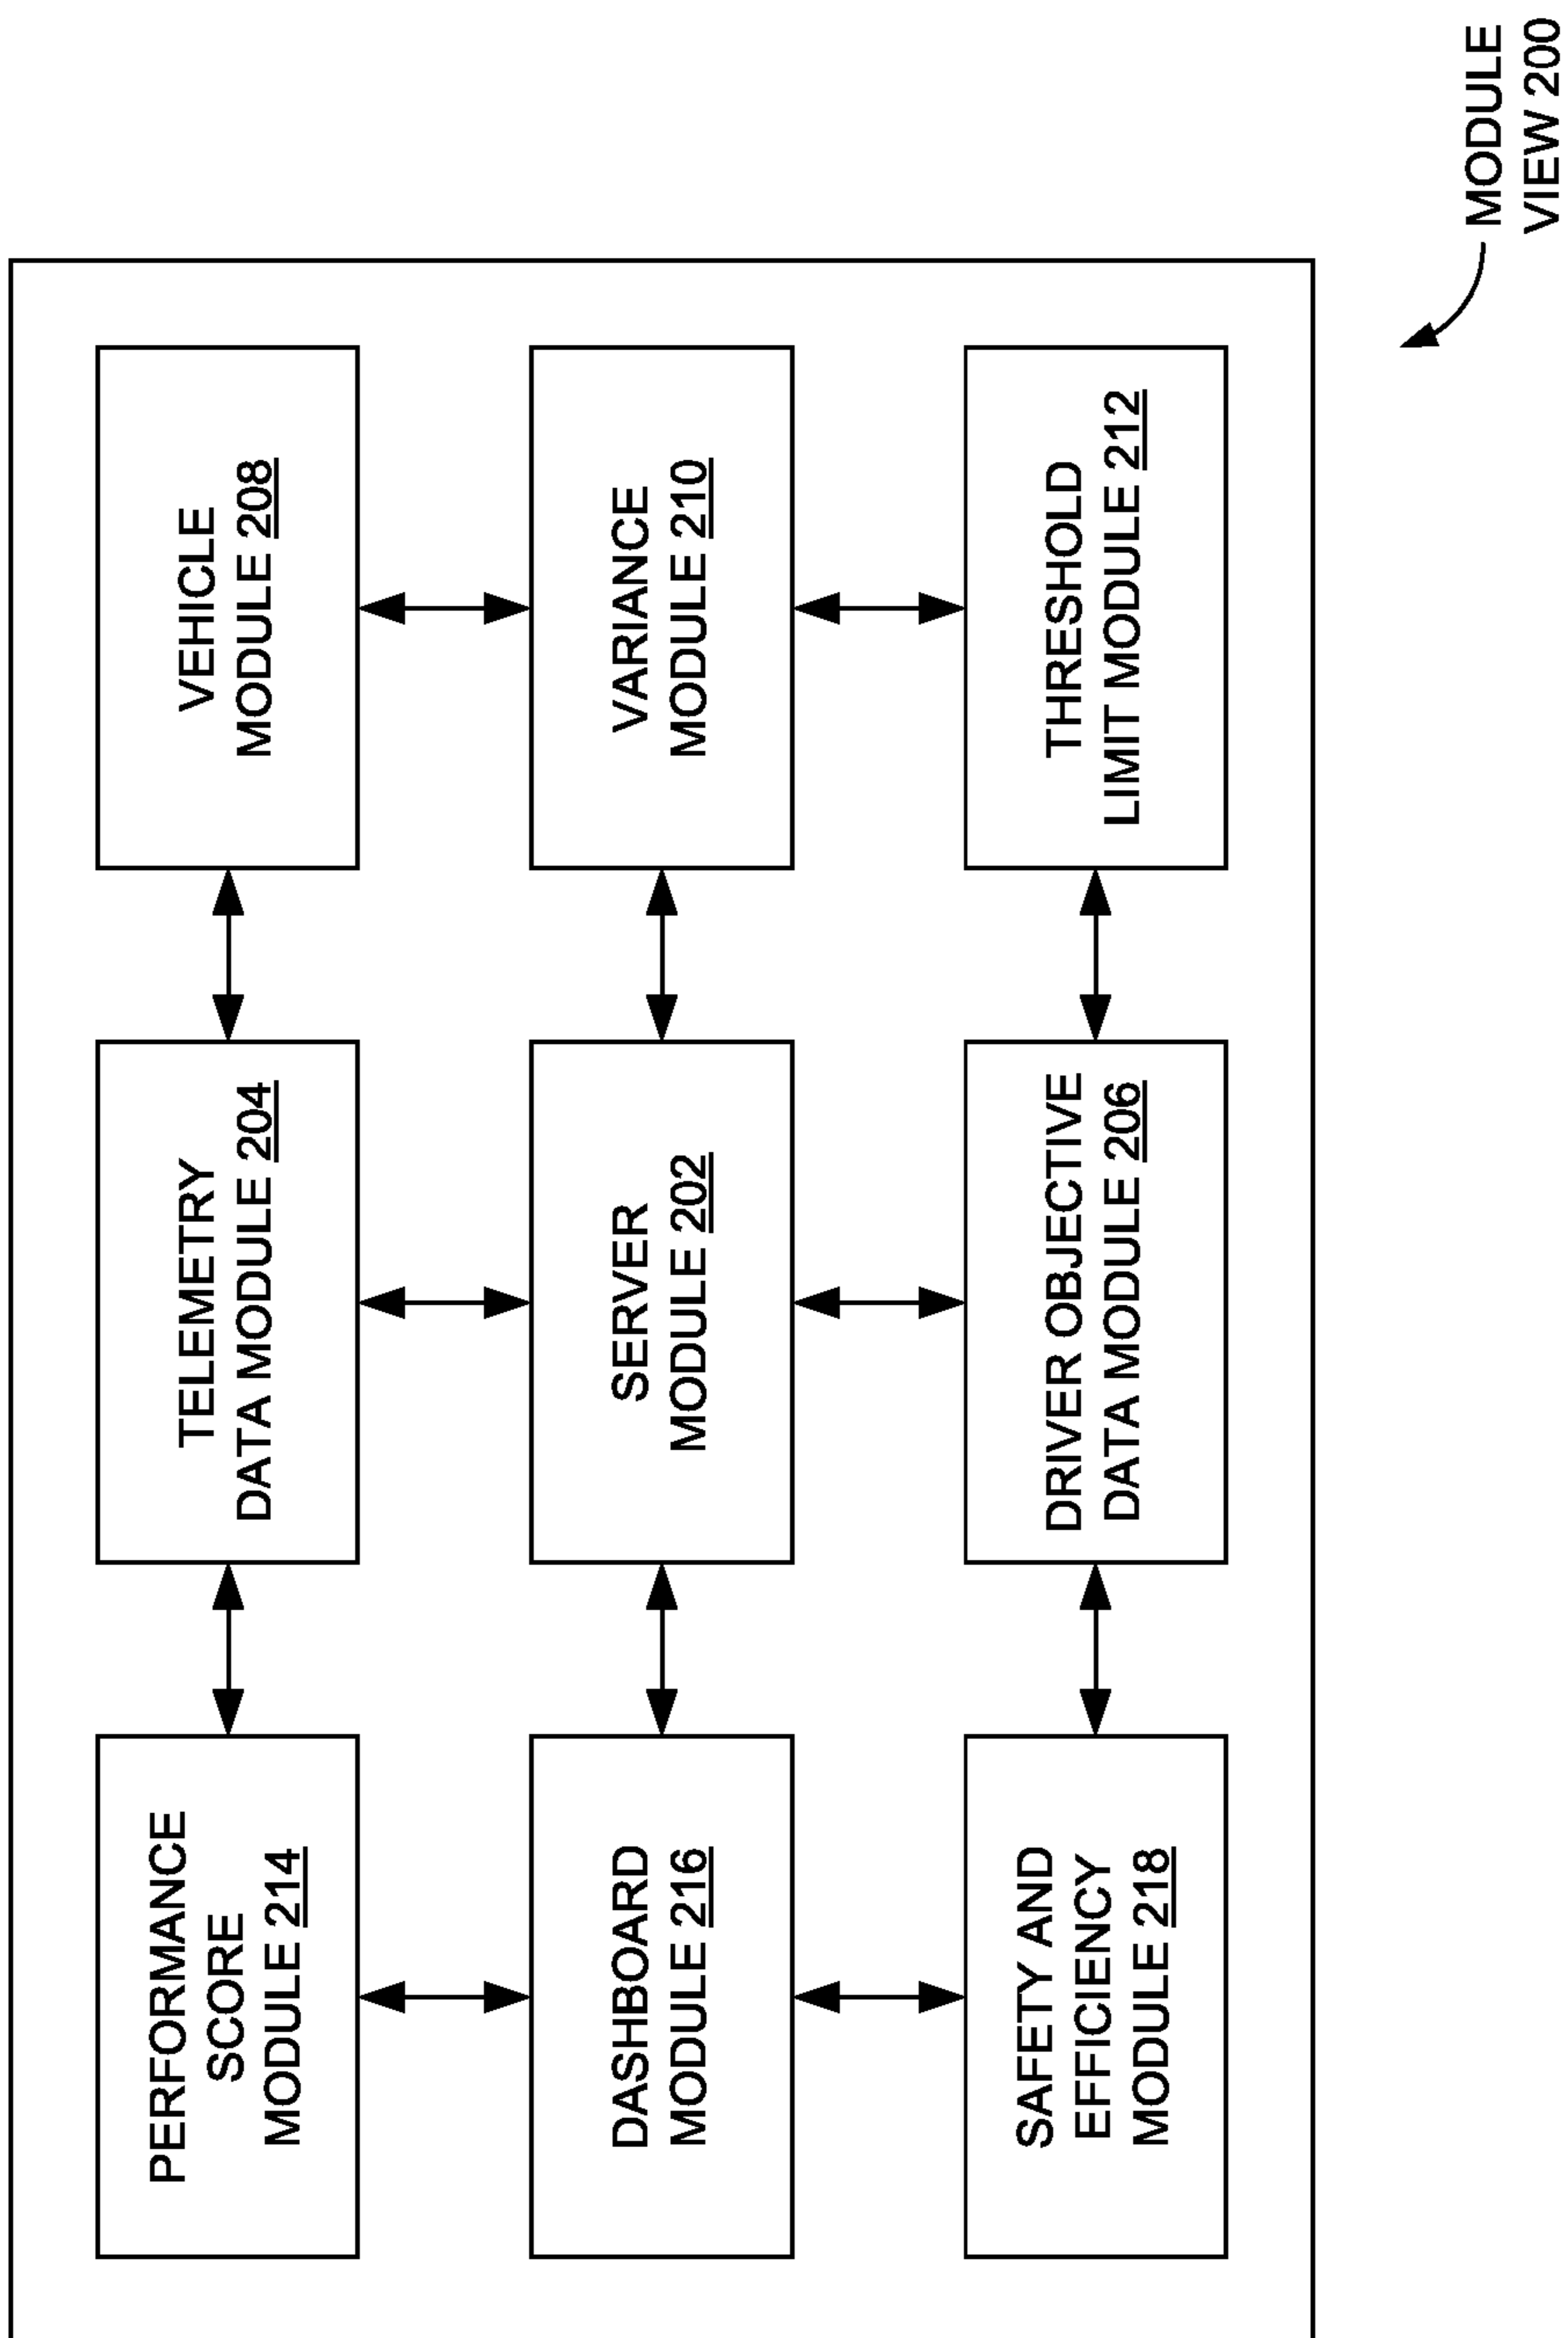 PERFORMANCE
SCORE
MODULE 214
TELEMETRY
DATA MODULE 204
VEHICLE
MODULE 208
DASHBOARD
MODULE 216
SERVER
MODULE 202
VARIANCE
MODULE 210
SAFETY AND
EFFICIENCY
MODULE 218
DRIVER OBJECTIVE
DATA MODULE 206
THRESHOLD
LIMIT MODULE 212
MODULE
VIEW 200